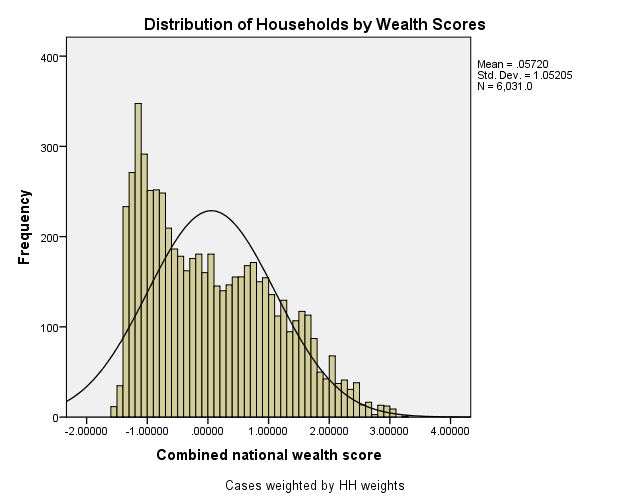 Distribution of Households by Wealth Scores
Mean = .05720
Std. Dev. = 1.05205
N = 6,031.0
400
300
200
100
0
Frequency
-2.00000 -1.00000 .00000 1.00000 2.00000 3.00000 4.00000
Combined national wealth score
Cases weighted by HH weights